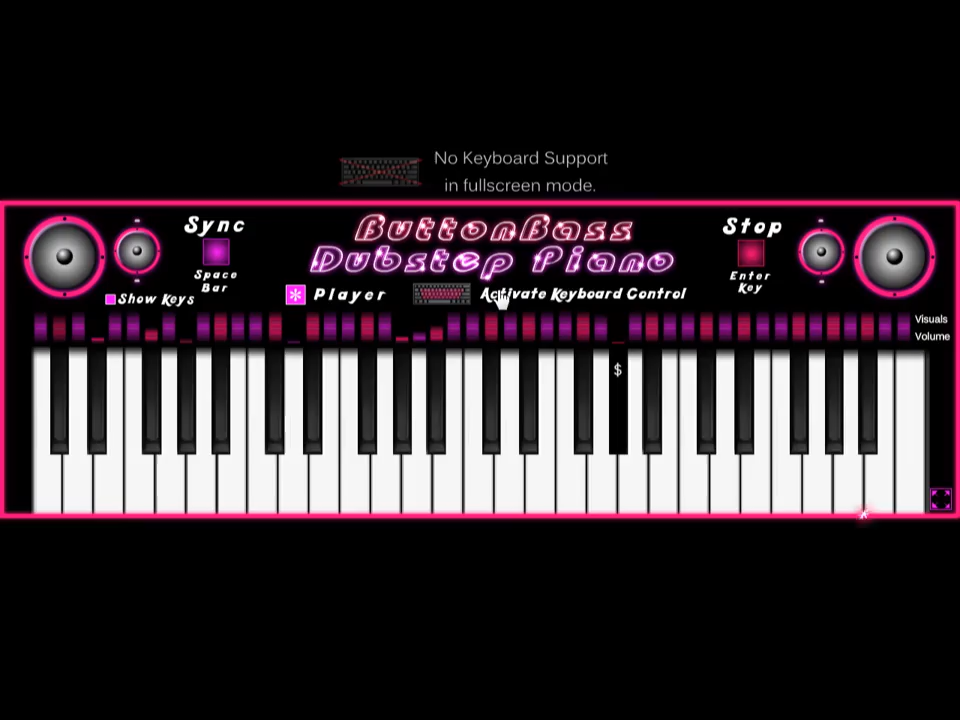 No Keyboard Support
in fullscreen mode.
Sync
ButtonBass
Stop
Dubstep Piano
Space
Bar
Enter
Key
Show Keys
* Player
Activate Keyboard Control
Visuals
Volume
$